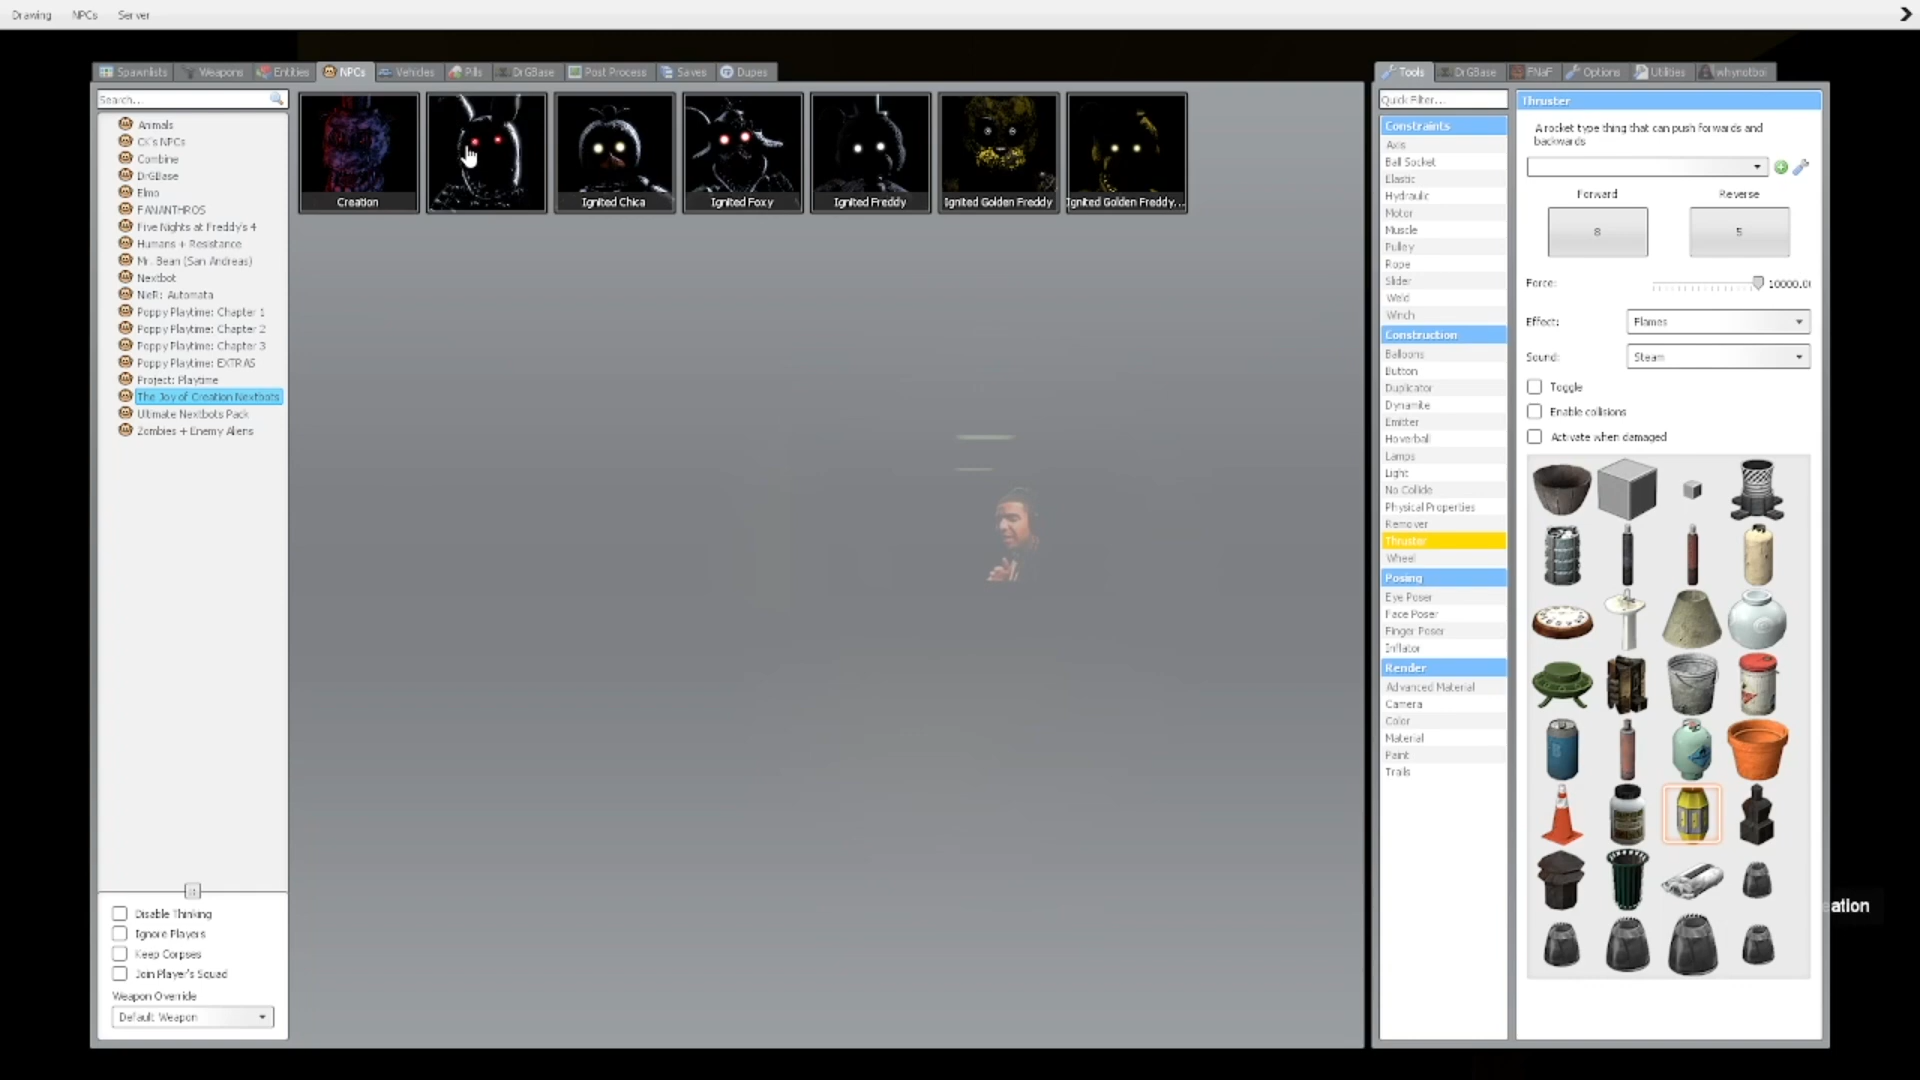 Drawing NPCs Server
Spawnlists Weapons Entities NPCs Vehicles Pills DrGBase Post Process Saves Dupes
Search...
Animals
CK's NPCs
Combine
DrGBase
Elmo
FANANTHROS
Five Nights at Freddy's 4
Humans + Resistance
Mr. Bean (San Andreas)
Nextbot
NieR: Automata
Poppy Playtime: Chapter 1
Poppy Playtime: Chapter 2
Poppy Playtime: Chapter 3
Poppy Playtime: EXTRAS
Project: Playtime
The Joy of Creation Nextbots
Ultimate Nextbots Pack
Zombies + Enemy Aliens
Disable Thinking
Ignore Players
Keep Corpses
Join Player's Squad
Weapon Override
Default Weapon
Creation
Ignited Chica
Ignited Foxy
Ignited Freddy
Ignited Golden Freddy
Ignited Golden Freddy...
Tools DrGBase FNaF Options Utilities whynotboi
Quick Filter...
Constraints
Axis
Ball Socket
Elastic
Hydraulic
Motor
Muscle
Pulley
Rope
Slider
Weld
Winch
Construction
Balloons
Button
Duplicator
Dynamite
Emitter
Hoverball
Lamps
Light
No Collide
Physical Properties
Remover
Thruster
Wheel
Posing
Eye Poser
Face Poser
Finger Poser
Inflator
Render
Advanced Material
Camera
Color
Material
Paint
Trails
Thruster
A rocket type thing that can push forwards and
backwards
Forward Reverse
8 5
Force: 10000.0
Effect: Flames
Sound: Steam
Toggle
Enable collisions
Activate when damaged
eation